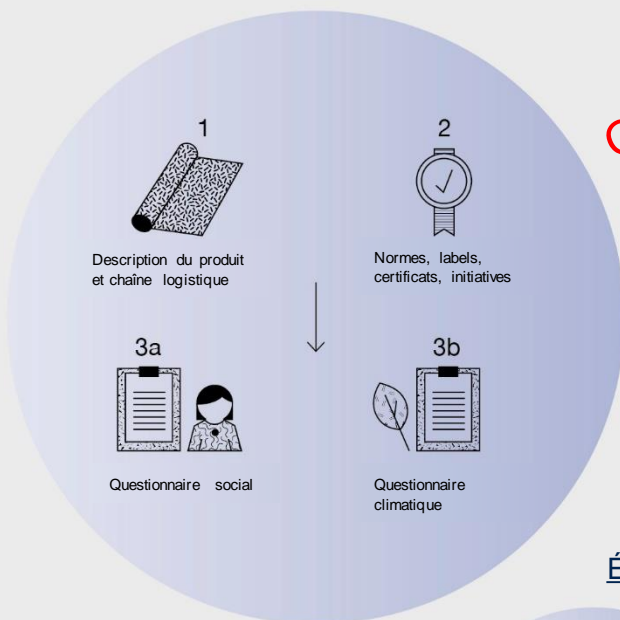 1
2
Description du produit
et chaîne logistique
Normes, labels,
certificats, initiatives
3a
3b
Questionnaire social
Questionnaire
climatique